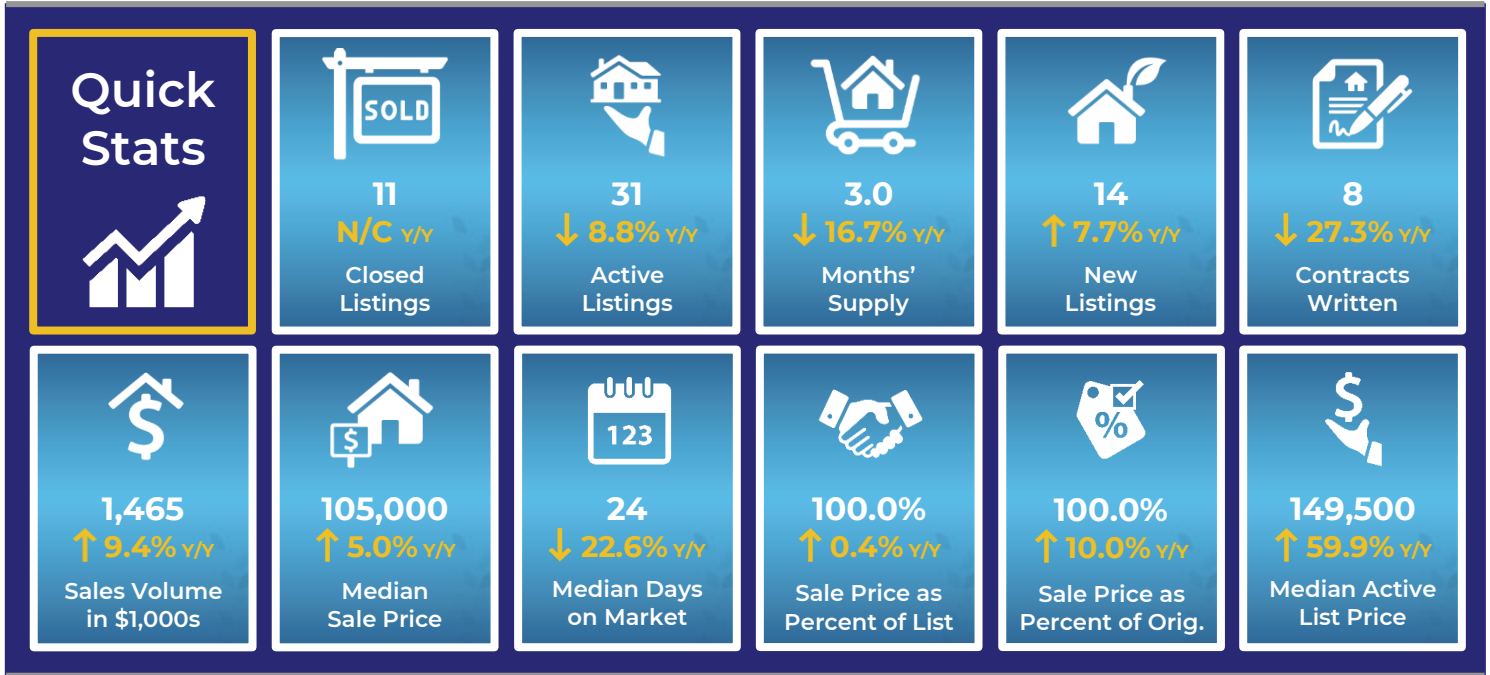 Quick
Stats
SOLD
11
N/C Y/Y
Closed
Listings
31
↓ 8.8% Y/Y
Active
Listings
3.0
↓ 16.7% Y/Y
Months’
Supply
14
↑ 7.7% Y/Y
New
Listings
8
↓ 27.3% Y/Y
Contracts
Written
$
1,465
↑ 9.4% Y/Y
Sales Volume
in $1,000s
$
105,000
↑ 5.0% Y/Y
Median
Sale Price
123
24
↓ 22.6% Y/Y
Median Days
on Market
100.0%
↑ 0.4% Y/Y
Sale Price as
Percent of List
%
100.0%
↑ 10.0% Y/Y
Sale Price as
Percent of Orig.
$
149,500
↑ 59.9% Y/Y
Median Active
List Price